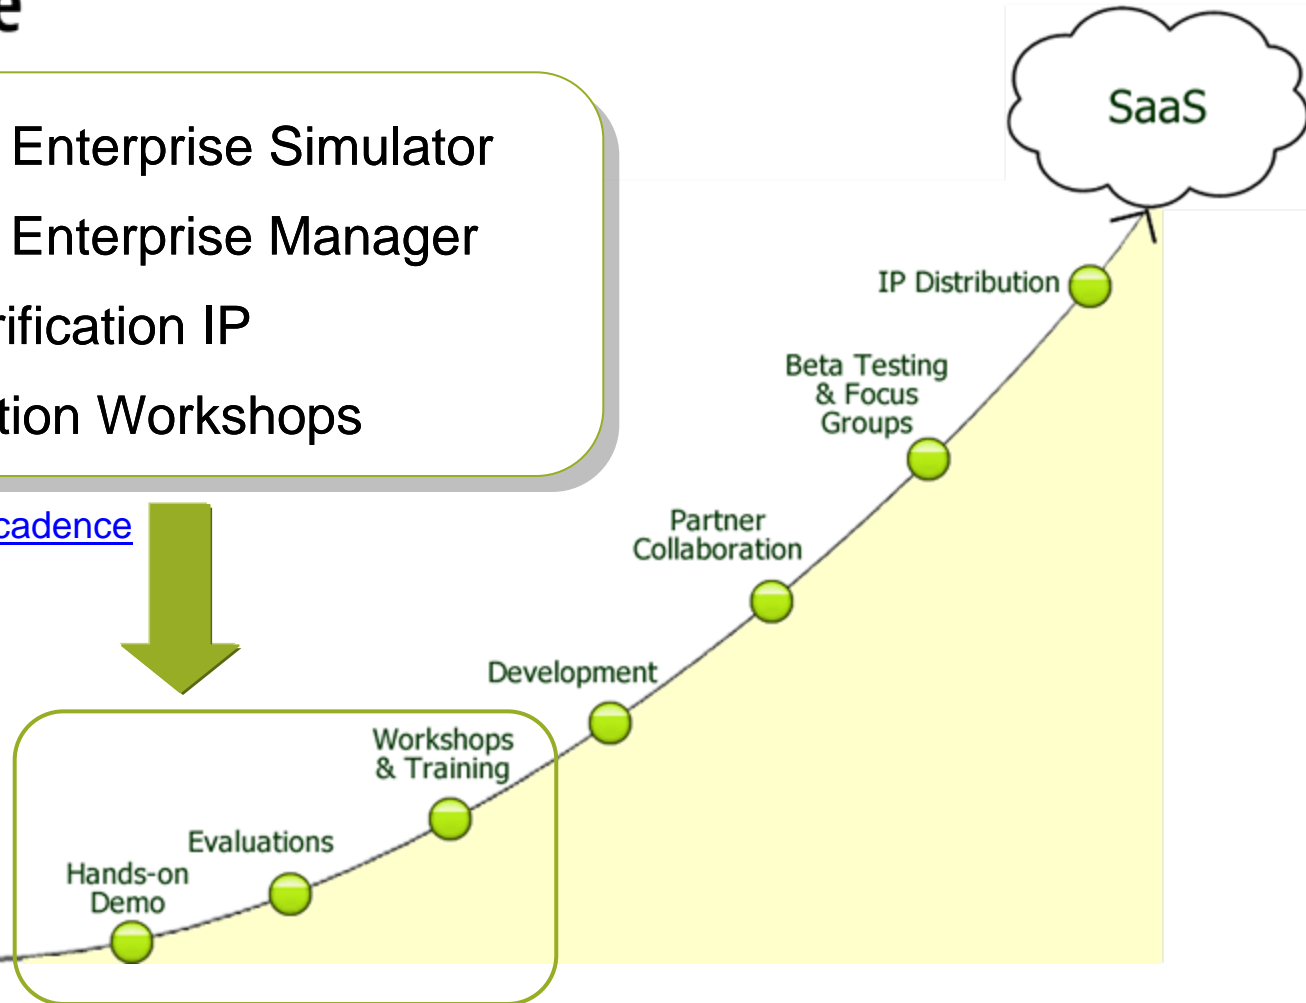 e
Enterprise Simulator
Enterprise Manager
rification IP
tion Workshops
cadence
SaaS
IP Distribution
Beta Testing
& Focus
Groups
Partner
Collaboration
Development
Workshops
& Training
Evaluations
Hands-on
Demo